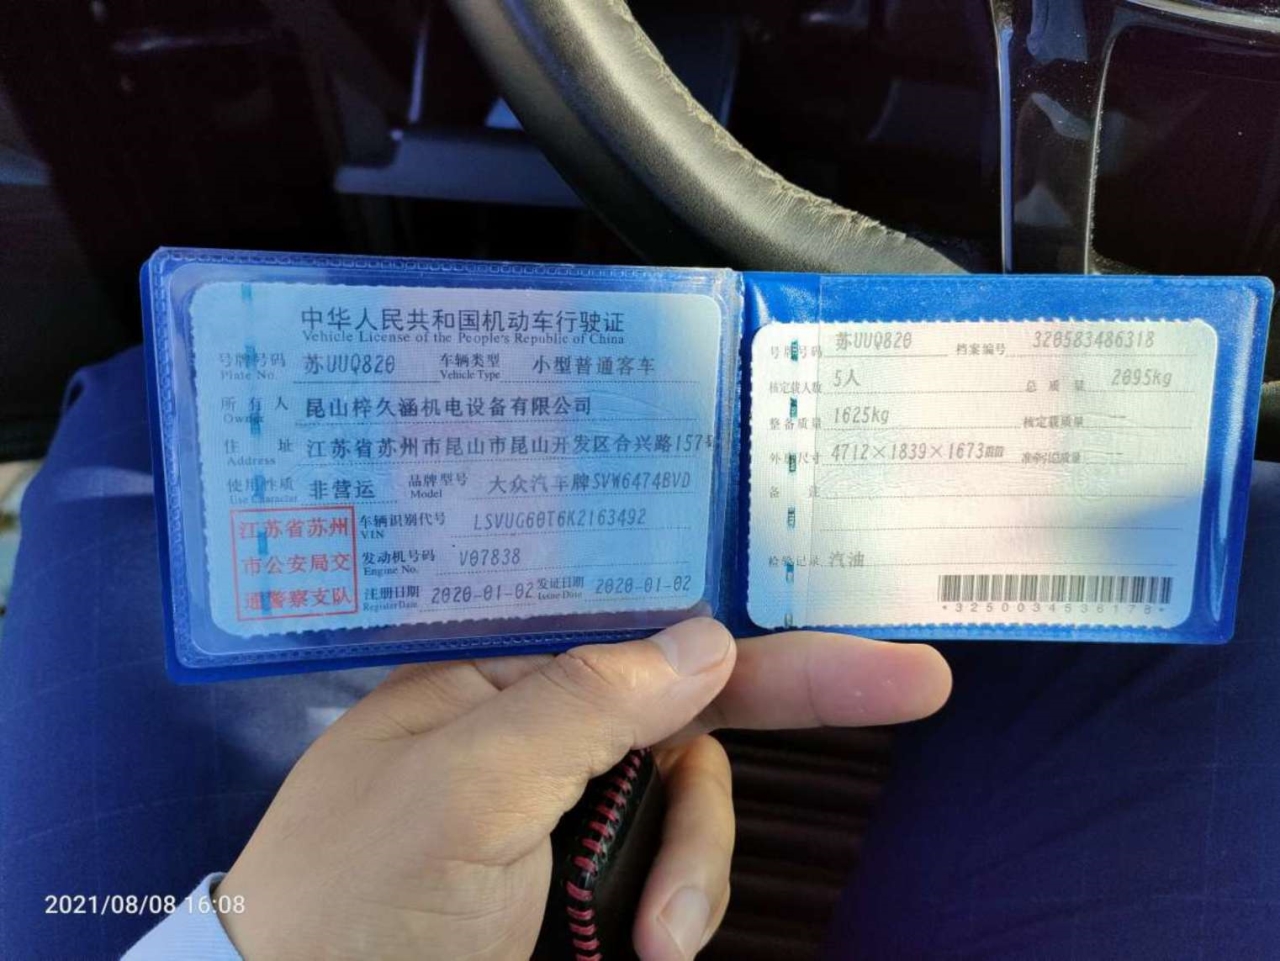 中华人民共和国机动车行驶证
Vehicle License of the People's Republic of China
号牌号码 苏UUQ820 车辆类型 小型普通客车
Plate No. Vehicle Type
所有人 昆山梓久涵机电设备有限公司
Owner
住址 江苏省苏州市昆山市昆山开发区合兴路157号
Address
使用性质 非营运 品牌型号 大众汽车牌SVW6474BVD
Use Character Model
江苏省苏州
市公安局交
通警察支队
车辆识别代号 LSVUG60T6K2163492
VIN
发动机号码 V07838
Engine No.
注册日期 2020-01-02 发证日期 2020-01-02
Register Date Issue Date
号牌号码 苏UUQ820 档案编号 320583486318
核定载人数 5人 总质量 2095kg
整备质量 1625kg 核定载质量 --
外廓尺寸 4712×1839×1673mm 准牵引总质量 --
备注
检验记录 汽油
*3250034536178*
2021/08/08 16:08